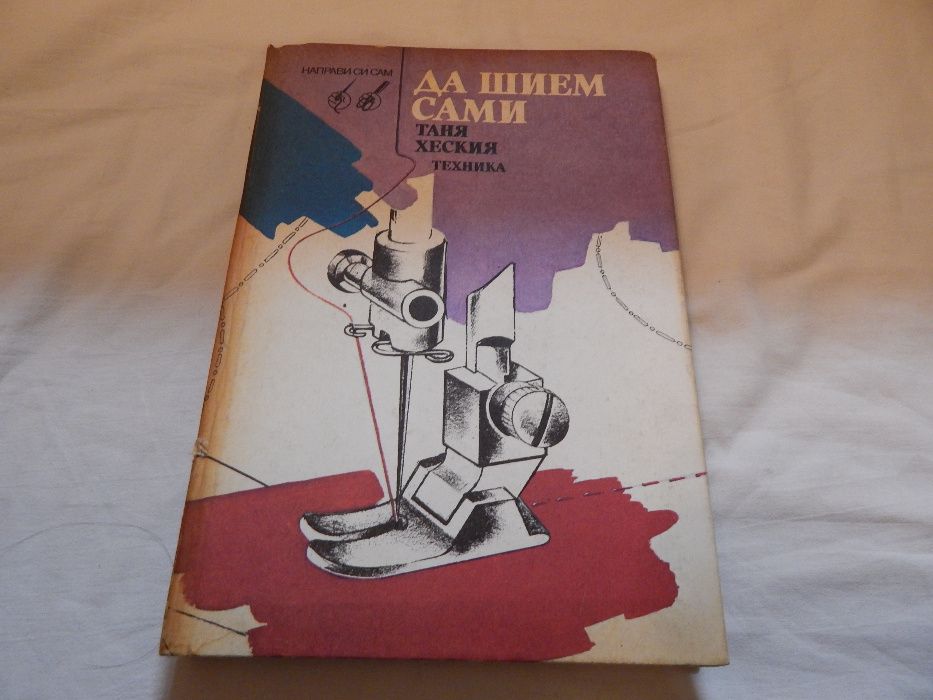 НАПРАВИ СИ САМ
ДА ШИЕМ
САМИ
ТАНЯ
ХЕСКИЯ
ТЕХНИКА